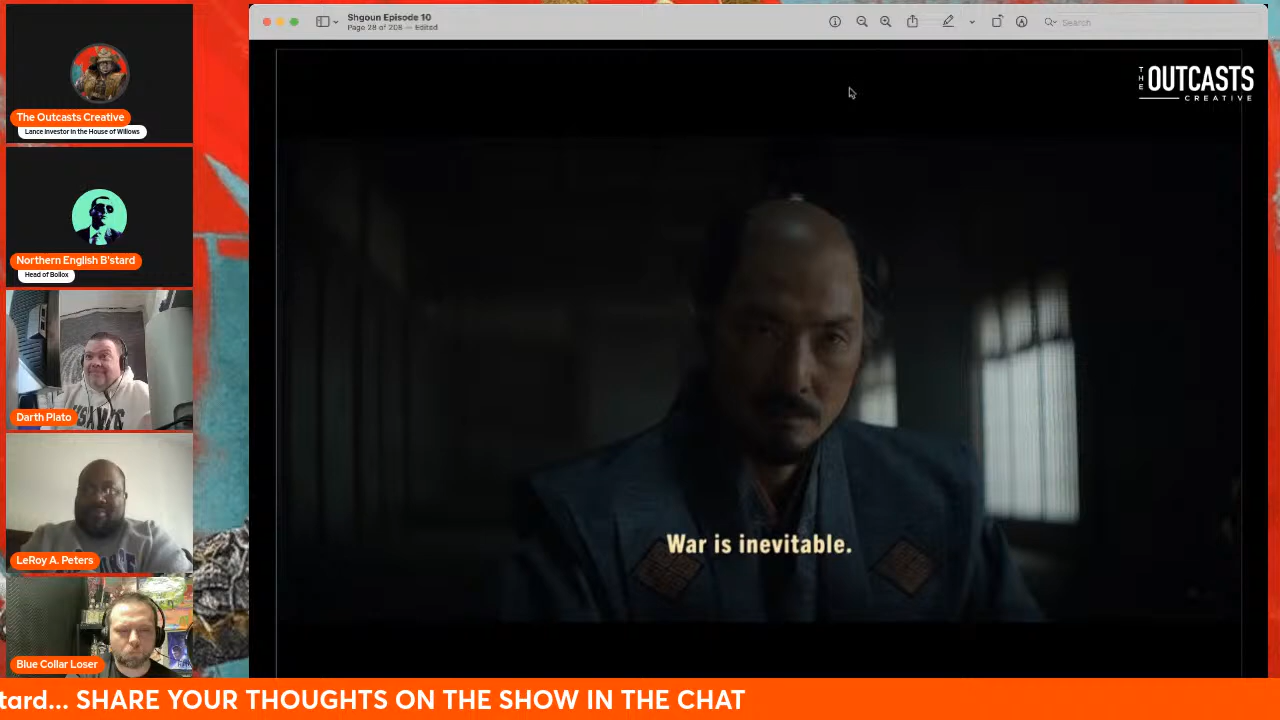 The Outcasts Creative
Lance Investor in the House of Willows
Northern English B'stard
Head of Bollox
Darth Plato
LeRoy A. Peters
Blue Collar Loser
Shgoun Episode 10
Page 28 of 208 — Edited
Search
THE OUTCASTS
CREATIVE
War is inevitable.
tard... SHARE YOUR THOUGHTS ON THE SHOW IN THE CHAT